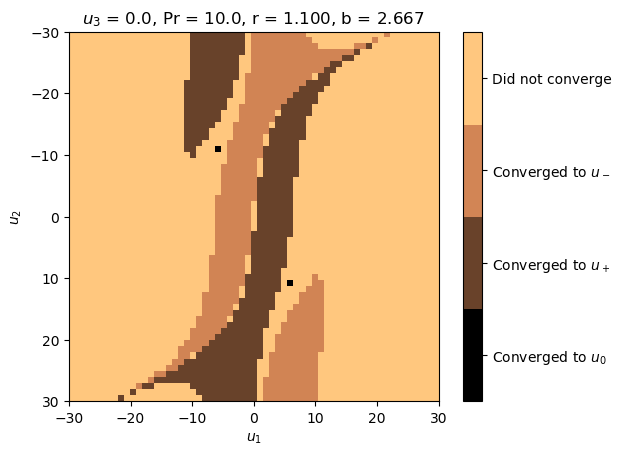 u₃ = 0.0, Pr = 10.0, r = 1.100, b = 2.667
−30
−20
−10
0
10
20
30
u₂
−30
−20
−10
0
10
20
30
u₁
Did not converge
Converged to u₋
Converged to u₊
Converged to u₀